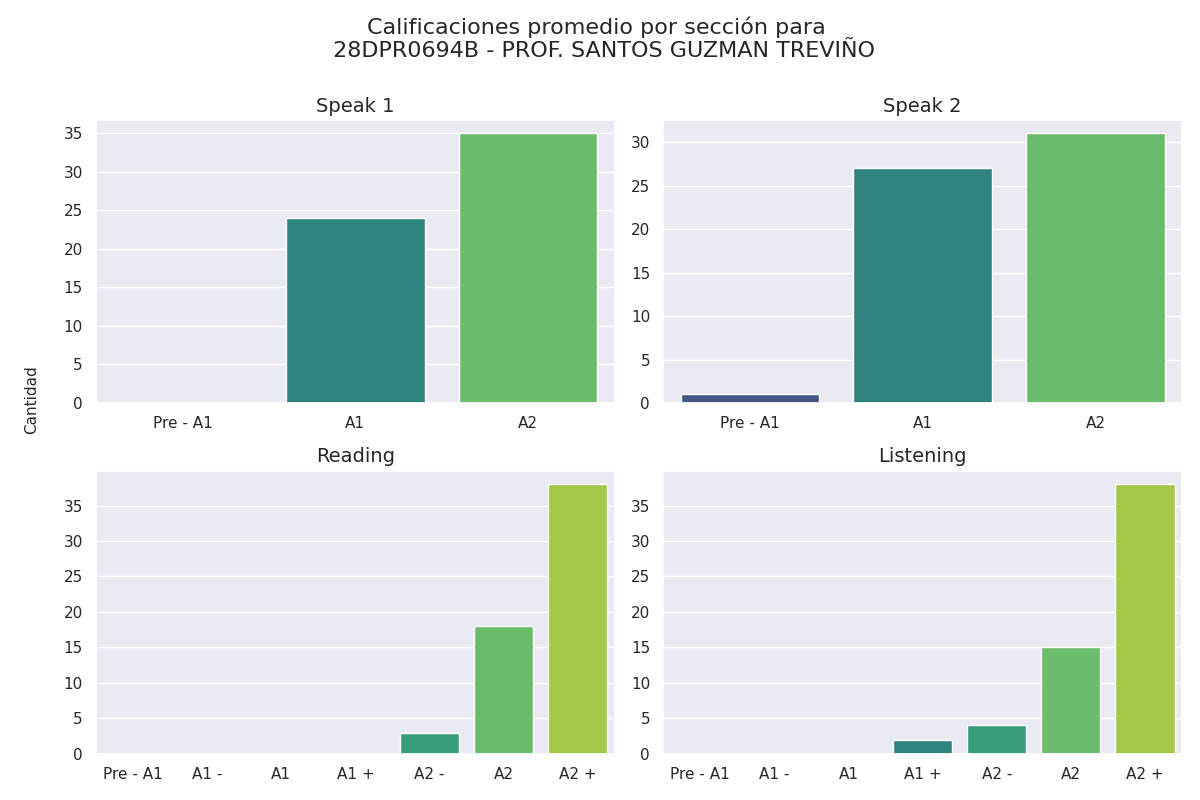 Calificaciones promedio por sección para
28DPR0694B - PROF. SANTOS GUZMAN TREVIÑO
Cantidad
Speak 1
35
30
25
20
15
10
5
0
Pre - A1 A1 A2
Speak 2
30
25
20
15
10
5
0
Pre - A1 A1 A2
Reading
35
30
25
20
15
10
5
0
Pre - A1 A1 - A1 A1 + A2 - A2 A2 +
Listening
35
30
25
20
15
10
5
0
Pre - A1 A1 - A1 A1 + A2 - A2 A2 +